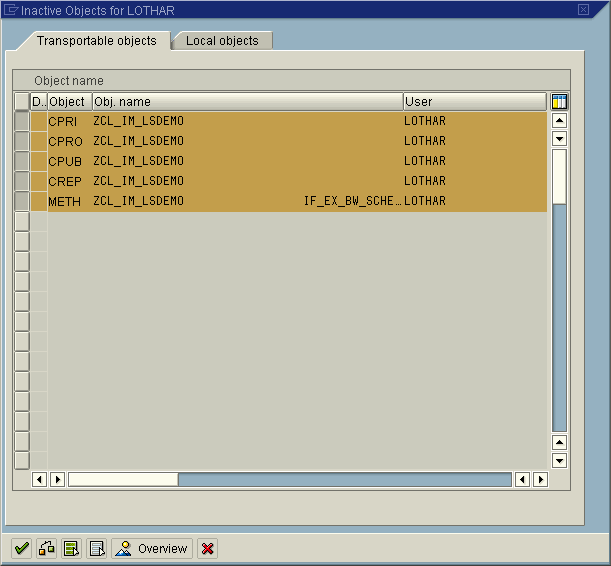 Inactive Objects for LOTHAR
Transportable objects Local objects
Object name
D.. Object Obj. name User
CPRI ZCL_IM_LSDEMO LOTHAR
CPRO ZCL_IM_LSDEMO LOTHAR
CPUB ZCL_IM_LSDEMO LOTHAR
CREP ZCL_IM_LSDEMO LOTHAR
METH ZCL_IM_LSDEMO IF_EX_BW_SCHE… LOTHAR
Overview